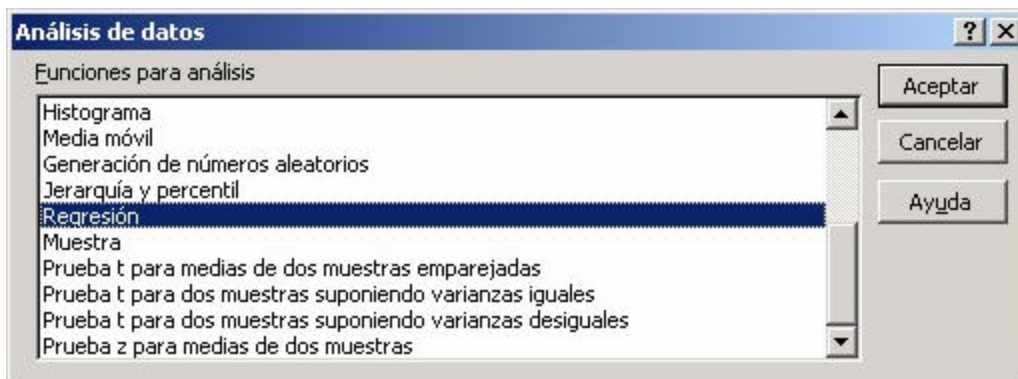 Análisis de datos
Funciones para análisis
Histograma
Media móvil
Generación de números aleatorios
Jerarquía y percentil
Regresión
Muestra
Prueba t para medias de dos muestras emparejadas
Prueba t para dos muestras suponiendo varianzas iguales
Prueba t para dos muestras suponiendo varianzas desiguales
Prueba z para medias de dos muestras
Aceptar
Cancelar
Ayuda